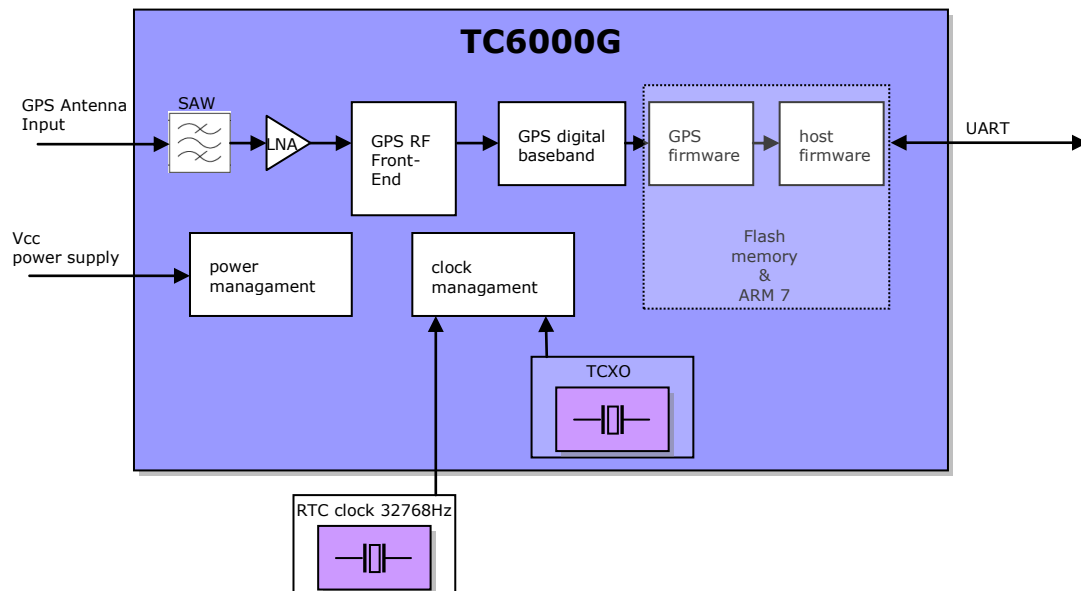 TC6000G
GPS Antenna
Input
SAW
LNA
GPS RF
Front-
End
GPS digital
baseband
GPS
firmware
host
firmware
UART
Flash
memory
&
ARM 7
Vcc
power supply
power
managament
clock
managament
TCXO
RTC clock 32768Hz